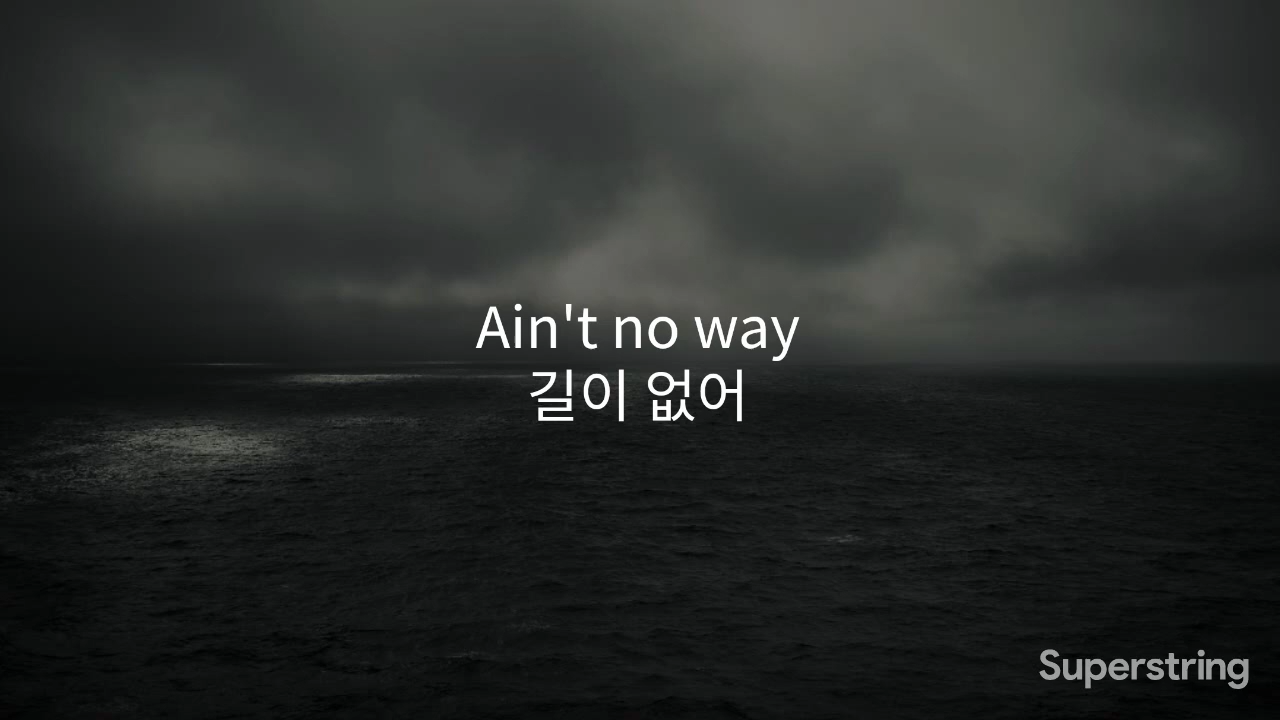 Ain't no way
길이 없어
Superstring